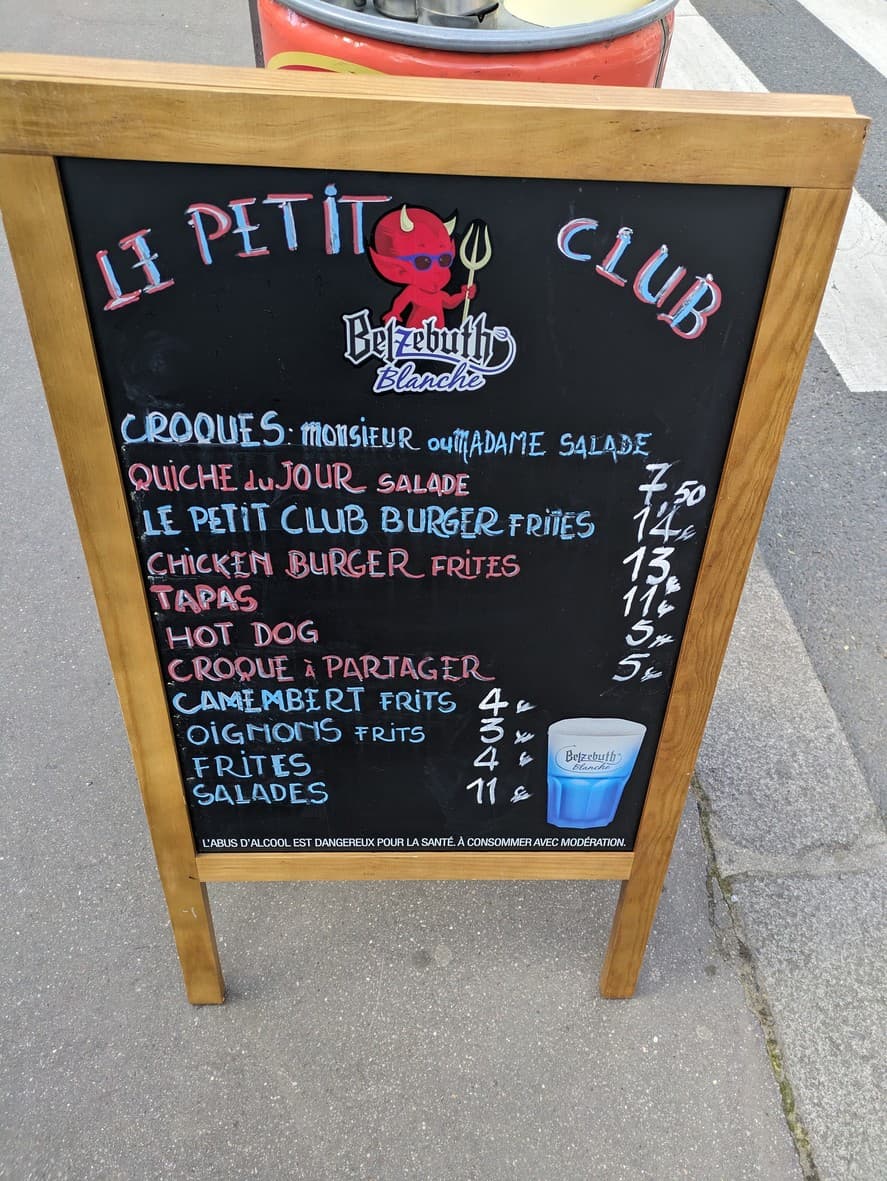 LE PETIT CLUB
Belzebuth
Blanche
CROQUES: MONSIEUR ou MADAME SALADE
QUICHE du JOUR SALADE 7,50
LE PETIT CLUB BURGER FRITES 14€
CHICKEN BURGER FRITES 13€
TAPAS 11€
HOT DOG 5€
CROQUE à PARTAGER 5€
CAMEMBERT FRITS 4€
OIGNONS FRITS 3€
FRITES 4€
SALADES 11€
Belzebuth
Blanche
L'ABUS D'ALCOOL EST DANGEREUX POUR LA SANTÉ. À CONSOMMER AVEC MODÉRATION.